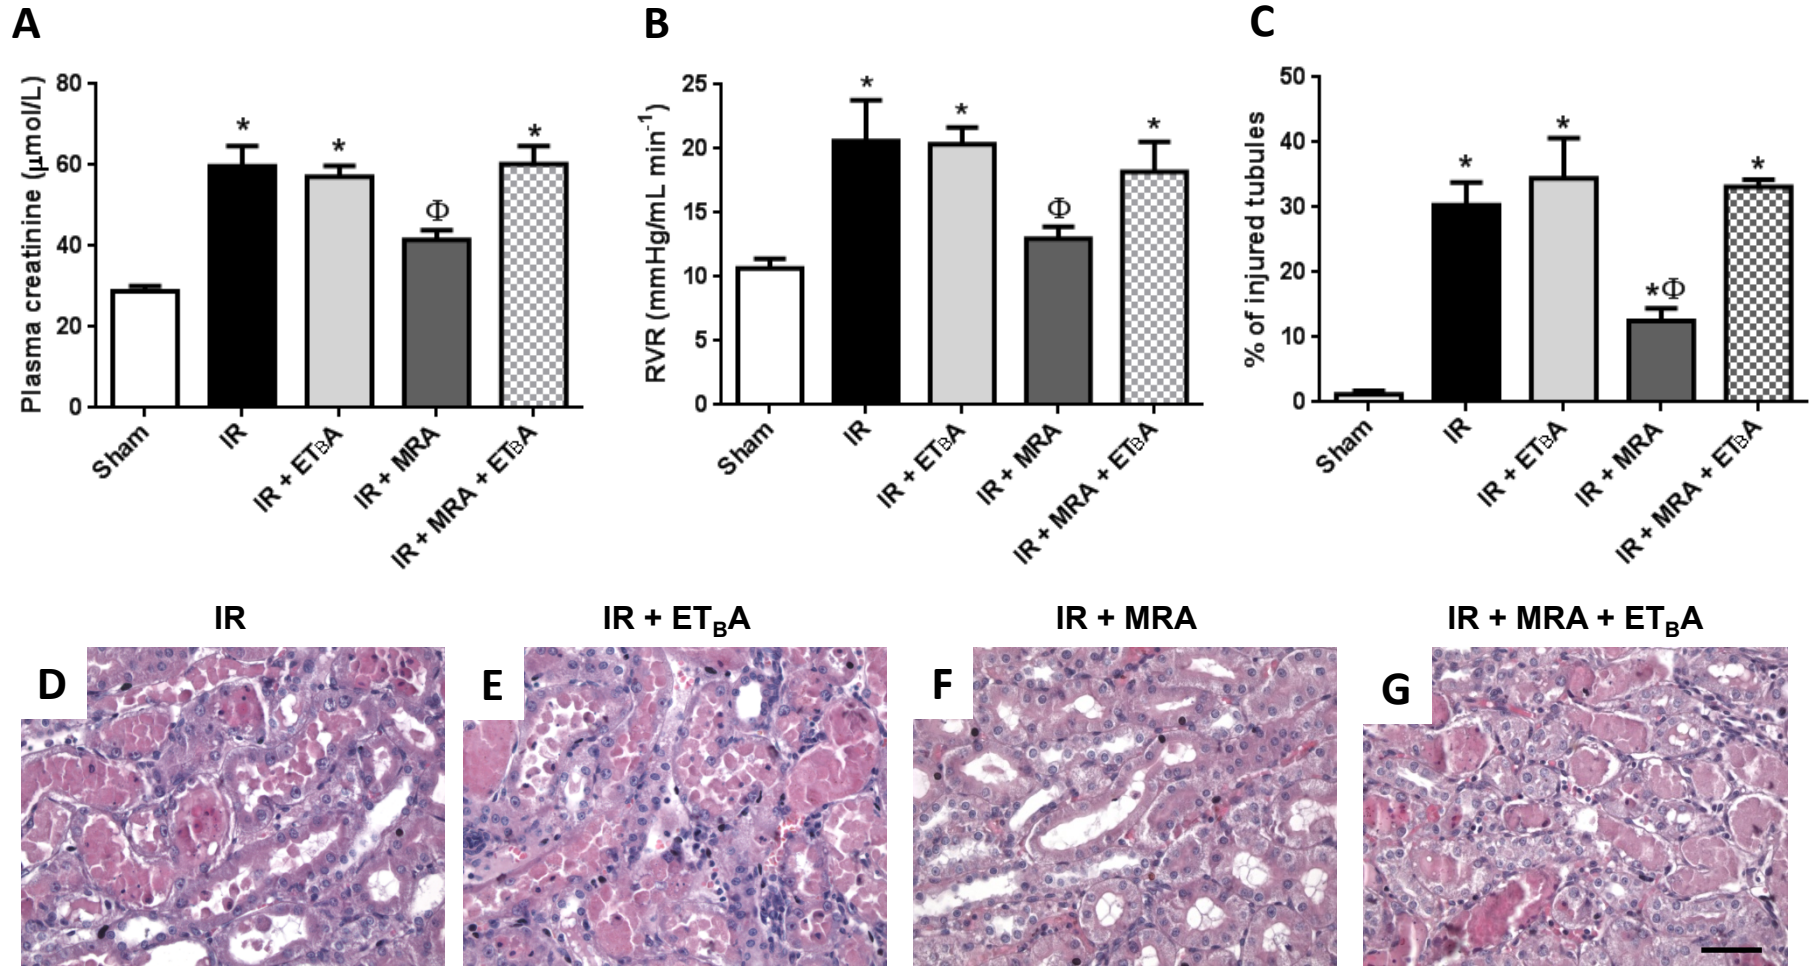 A
B
C
Plasma creatinine (μmol/L)
80
60
40
20
0
*
*
Φ
*
Sham
IR
IR + ETBA
IR + MRA
IR + MRA + ETBA
RVR (mmHg/mL min-1)
25
20
15
10
5
0
*
*
Φ
*
Sham
IR
IR + ETBA
IR + MRA
IR + MRA + ETBA
% of injured tubules
50
40
30
20
10
0
*
*
*Φ
*
Sham
IR
IR + ETBA
IR + MRA
IR + MRA + ETBA
IR
IR + ETBA
IR + MRA
IR + MRA + ETBA
D
E
F
G